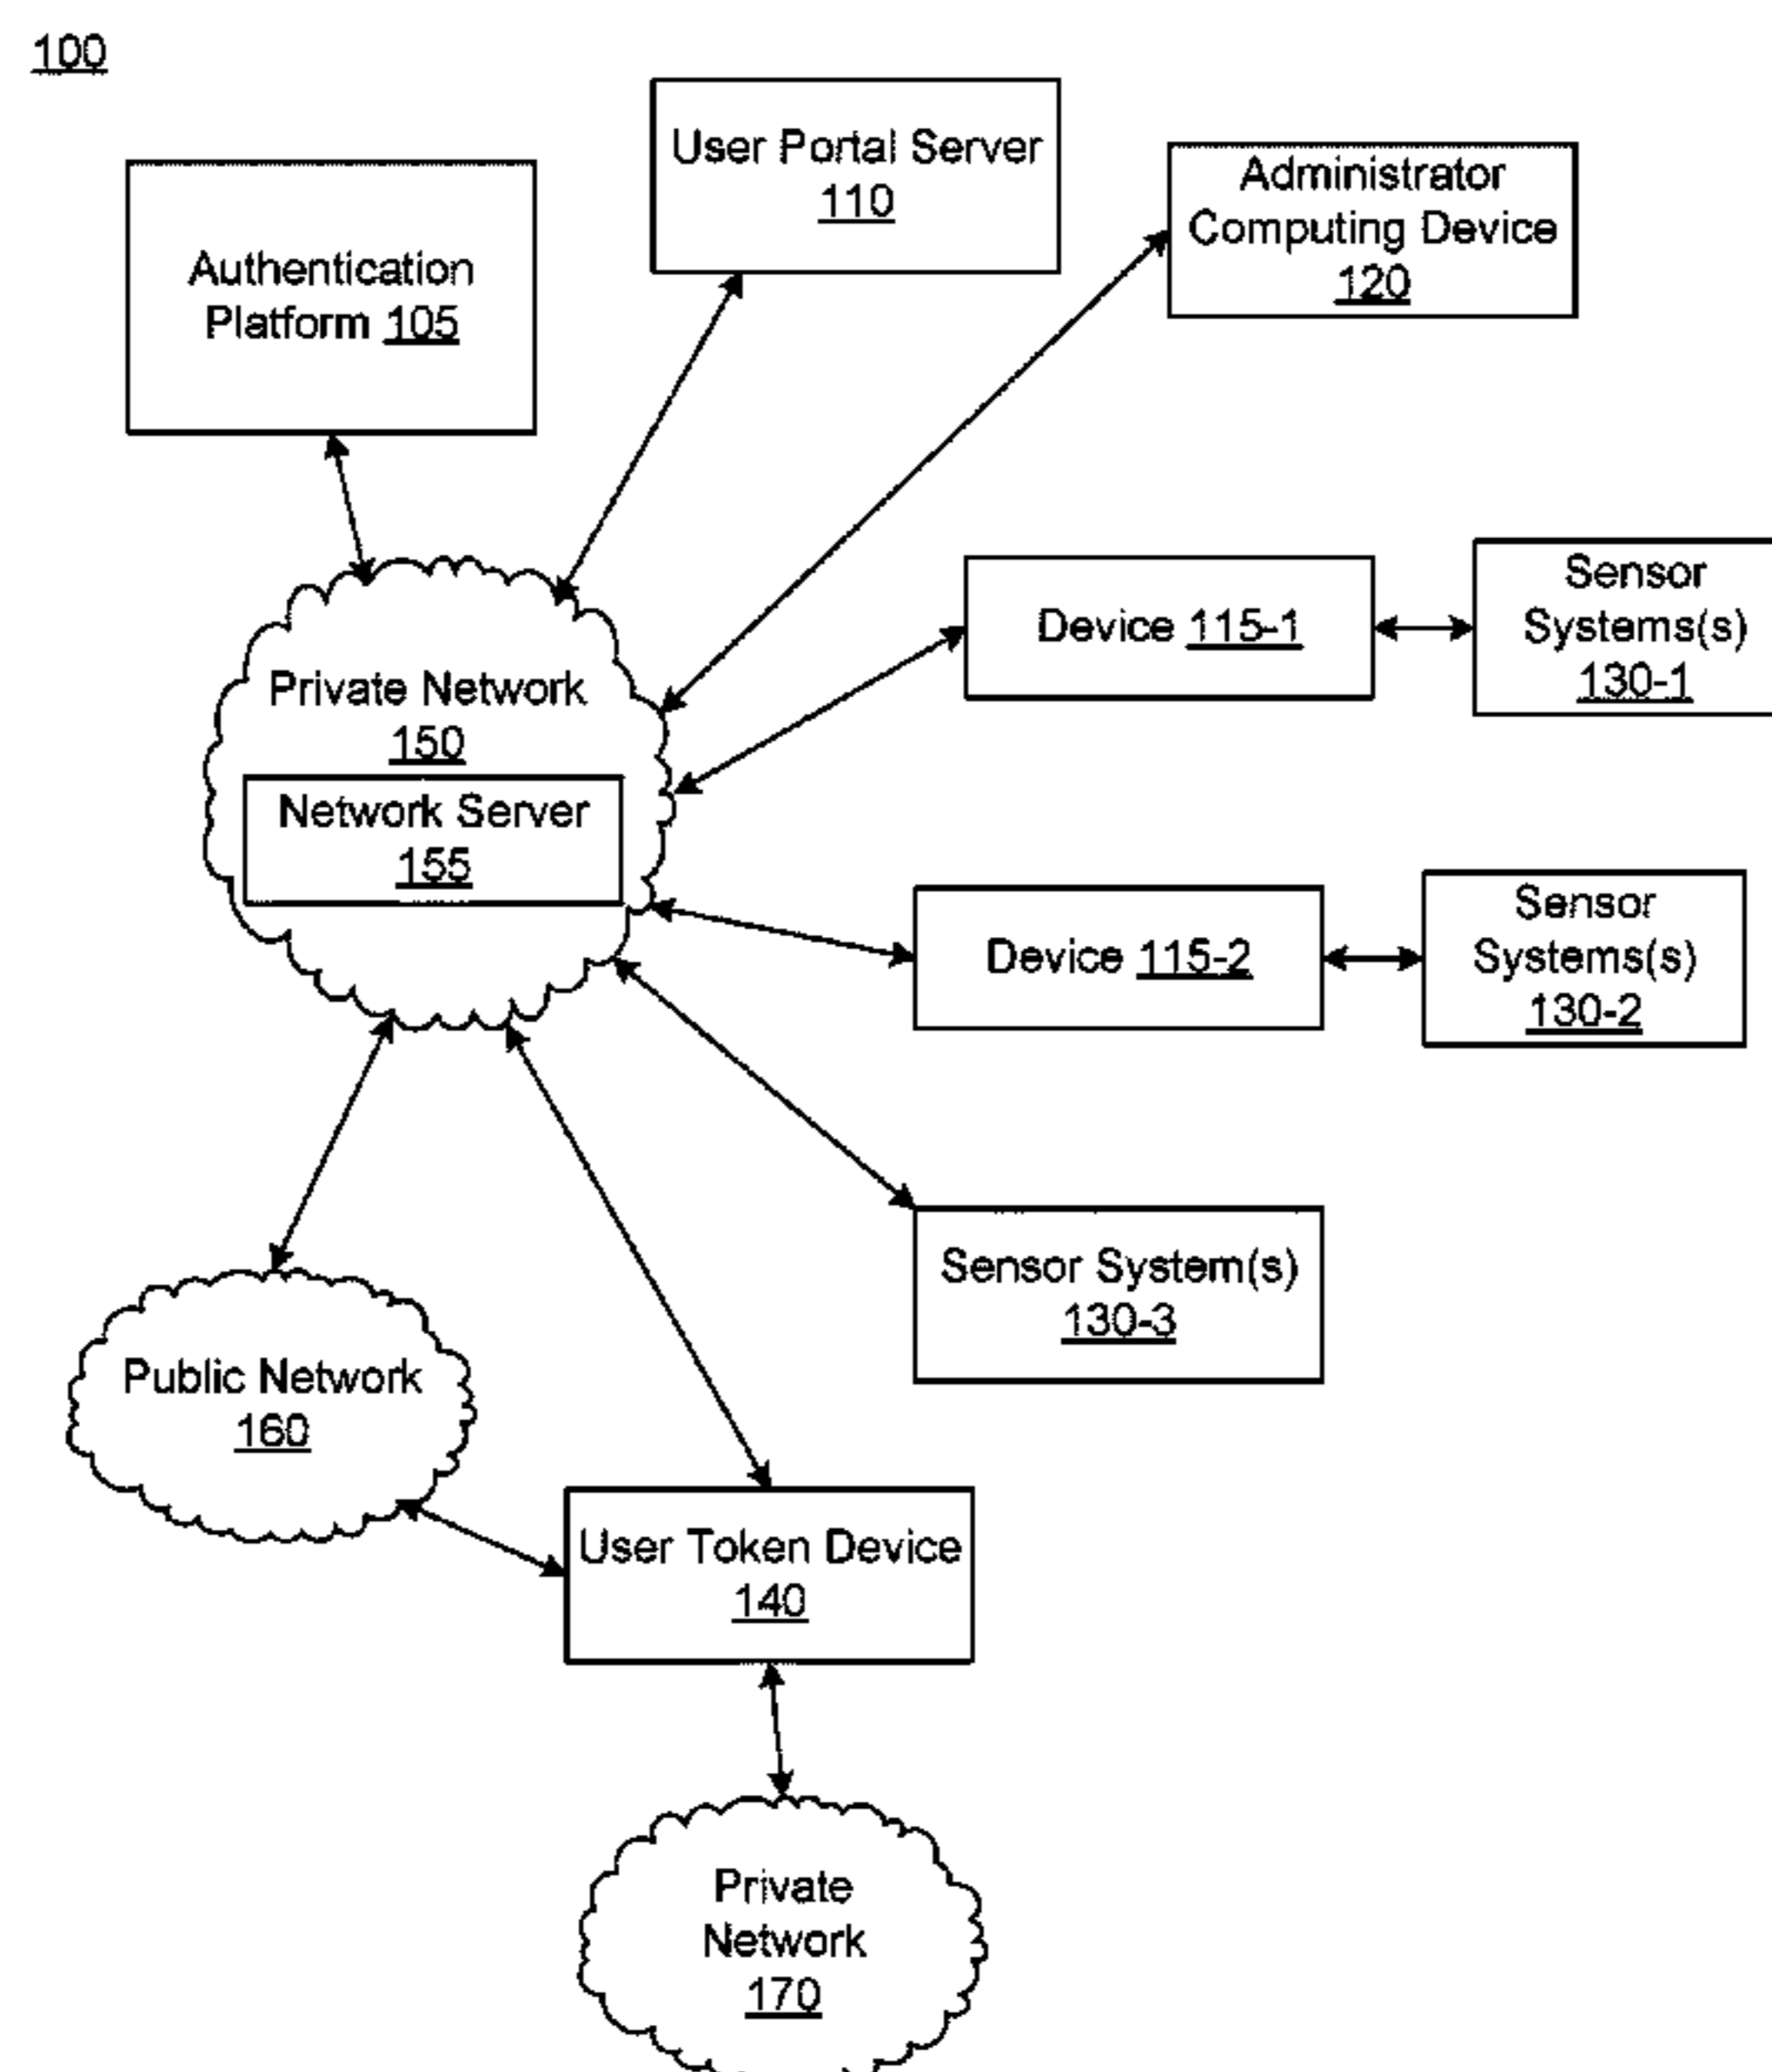 100
User Portal Server
110
Administrator
Computing Device
120
Authentication
Platform 105
Device 115-1
Sensor
Systems(s)
130-1
Private Network
150
Network Server
155
Device 115-2
Sensor
Systems(s)
130-2
Sensor System(s)
130-3
Public Network
160
User Token Device
140
Private
Network
170